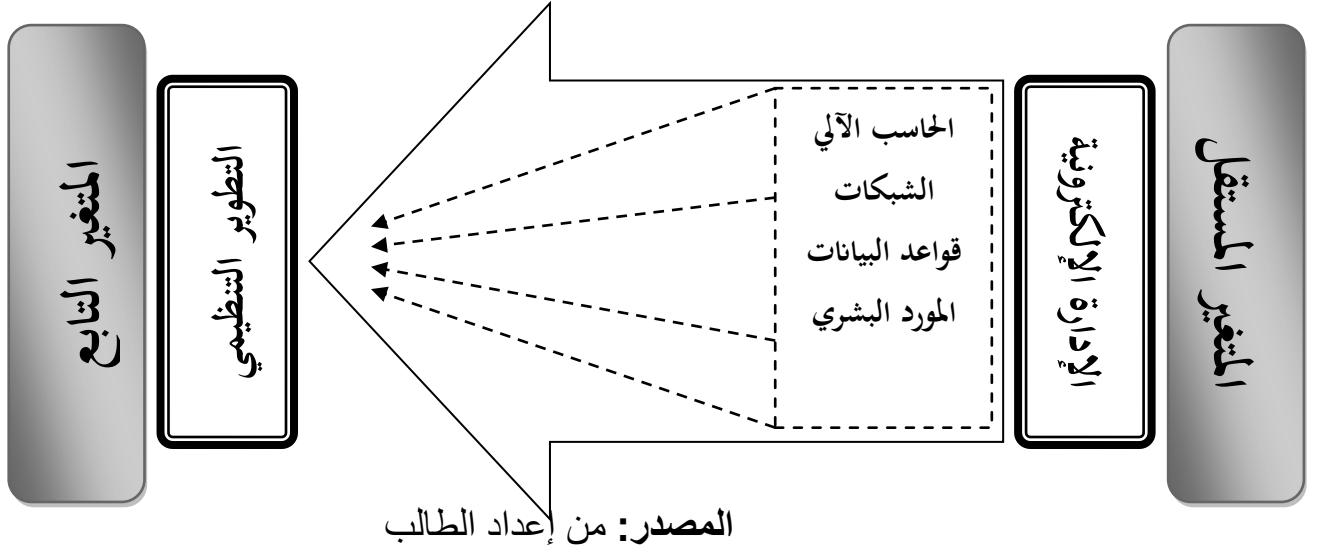 المتغير المستقل
الإدارة الإلكترونية
الحاسب الآلي
الشبكات
قواعد البيانات
المورد البشري
التطوير التنظيمي
المتغير التابع
المصدر: من إعداد الطالب